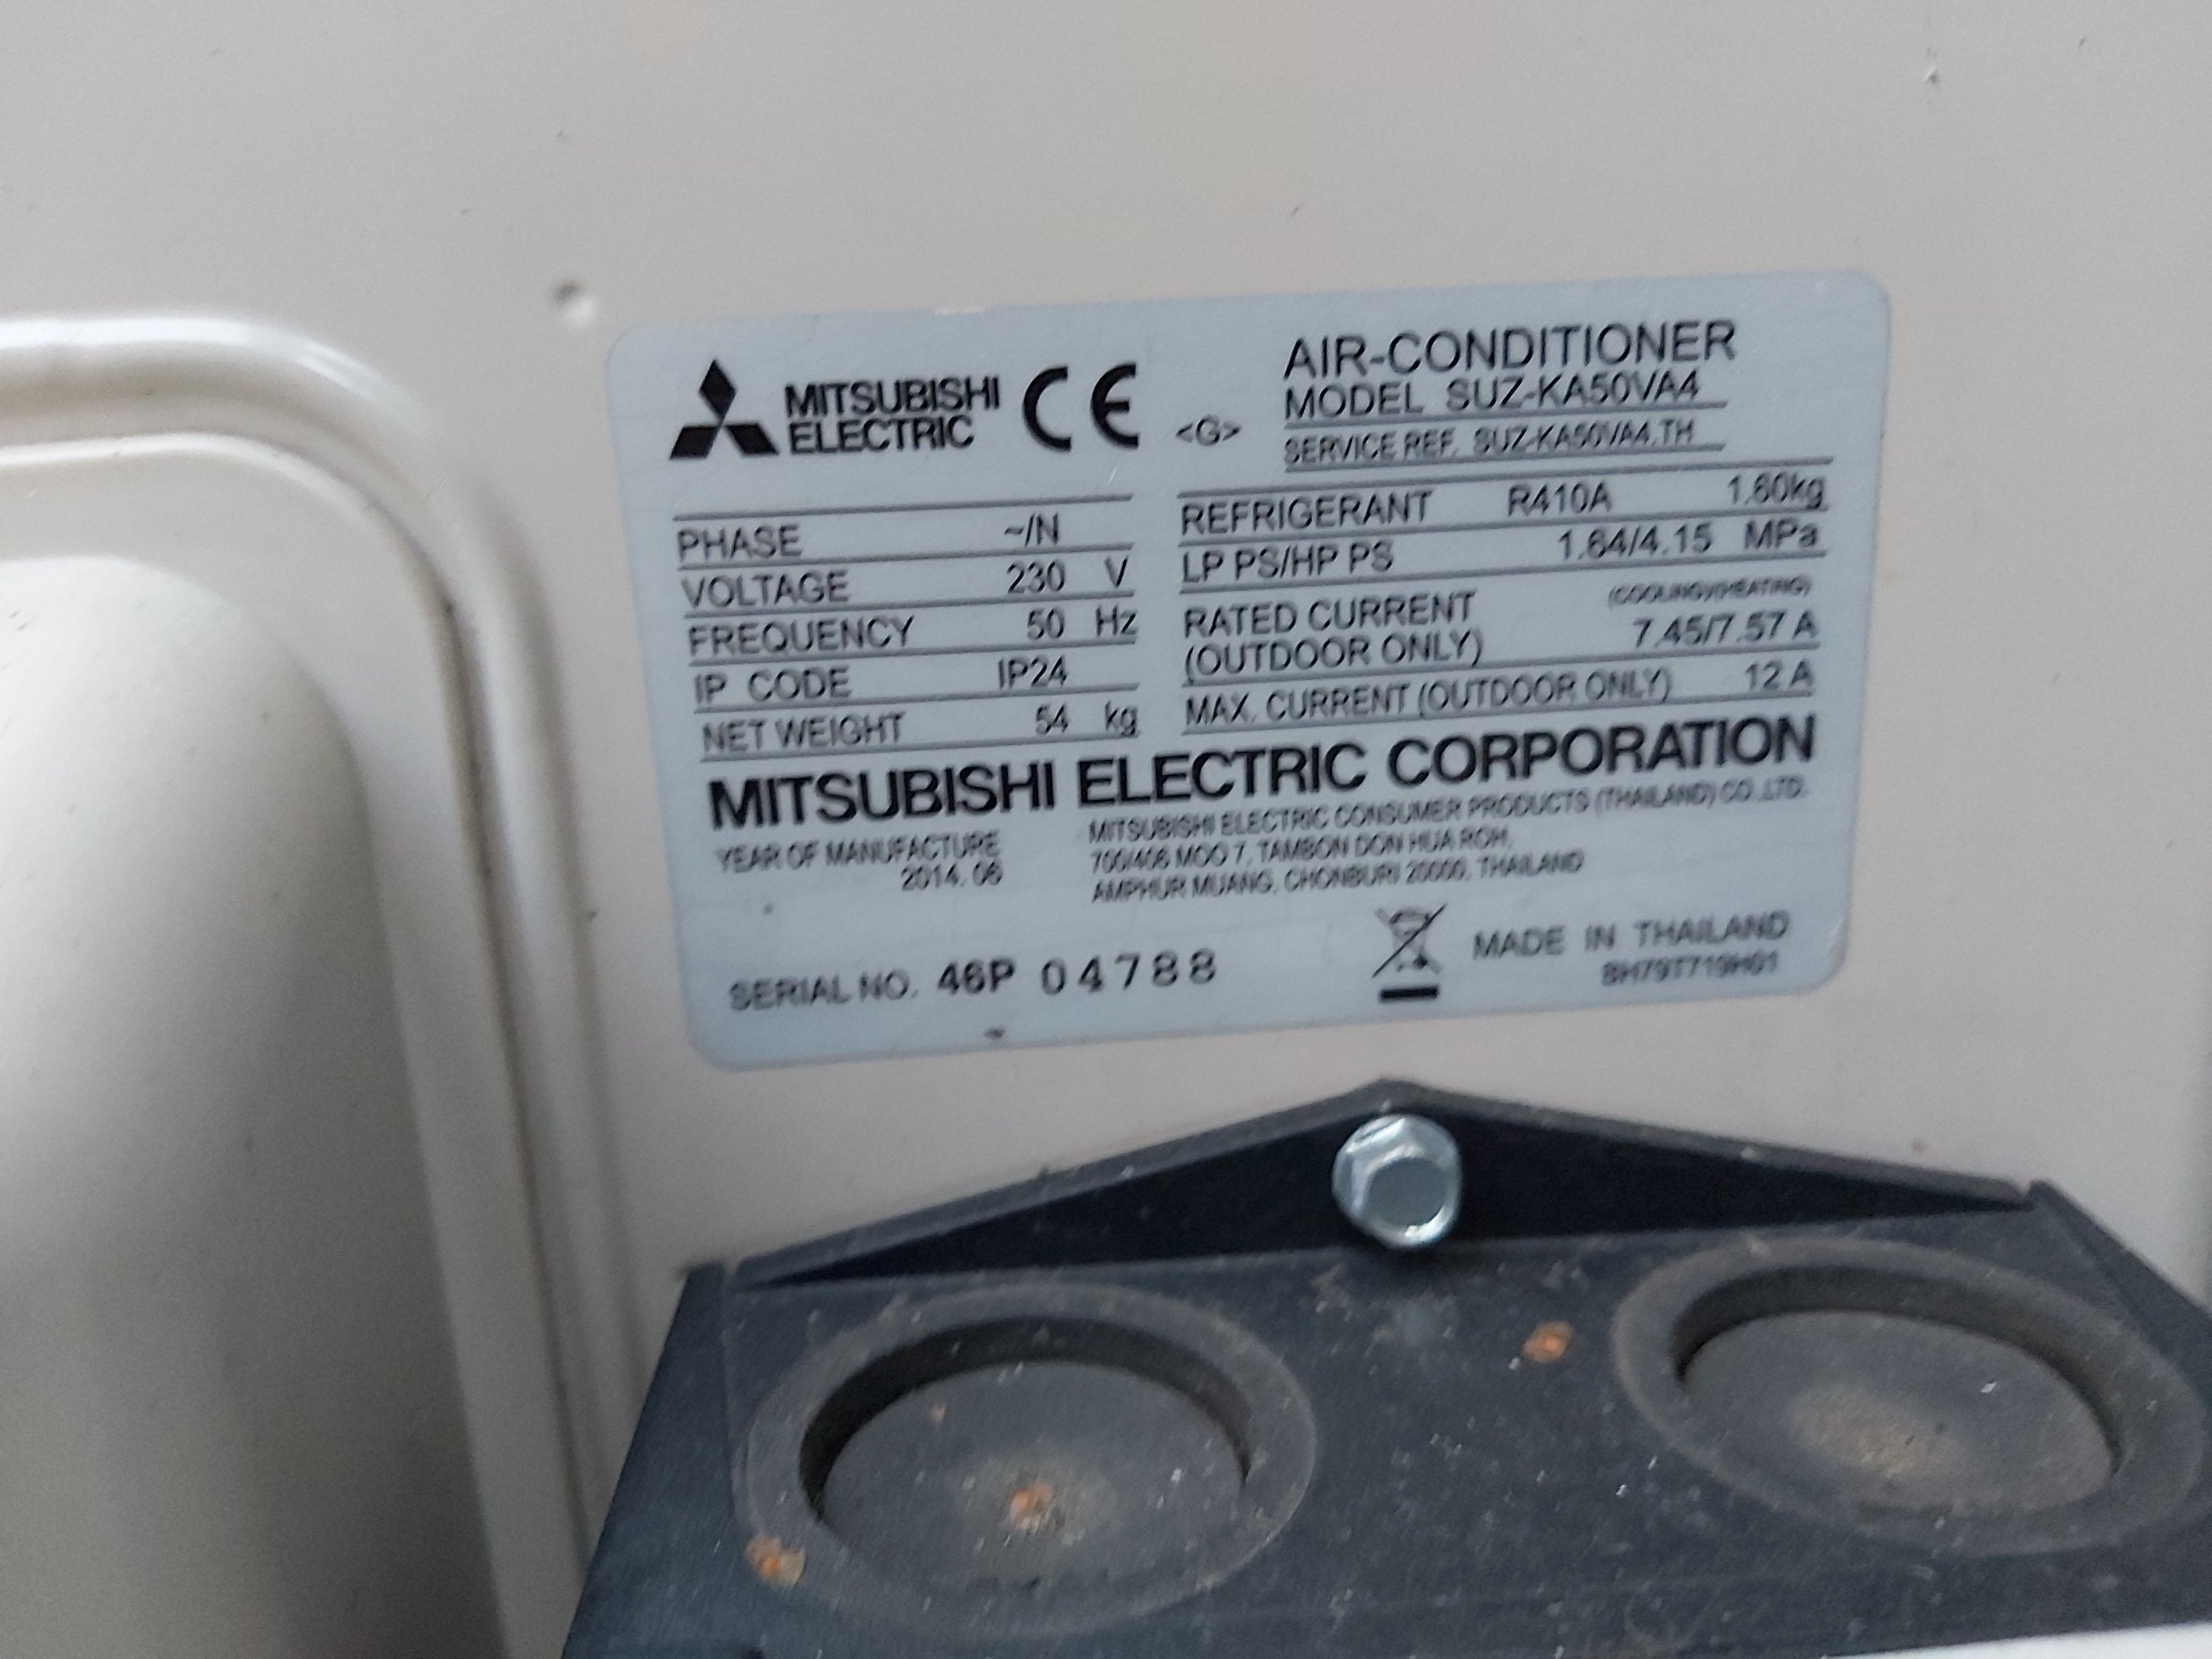 AIR-CONDITIONER
MITSUBISHI
ELECTRIC
CE
<G>
MODEL SUZ-KA50VA4
SERVICE REF. SUZ-KA50VA4.TH
PHASE ~/N
VOLTAGE 230 V
FREQUENCY 50 Hz
IP CODE IP24
NET WEIGHT 54 kg
REFRIGERANT R410A 1.60kg
LP PS/HP PS 1.64/4.15 MPa
(COOLING)/(HEATING)
RATED CURRENT 7.45/7.57 A
(OUTDOOR ONLY)
MAX. CURRENT (OUTDOOR ONLY) 12 A
MITSUBISHI ELECTRIC CORPORATION
YEAR OF MANUFACTURE
2014.06
MITSUBISHI ELECTRIC CONSUMER PRODUCTS (THAILAND) CO.,LTD.
700/406 MOO 7, TAMBON DON HUA ROH,
AMPHUR MUANG, CHONBURI 20000, THAILAND
SERIAL NO. 46P 04788
MADE IN THAILAND